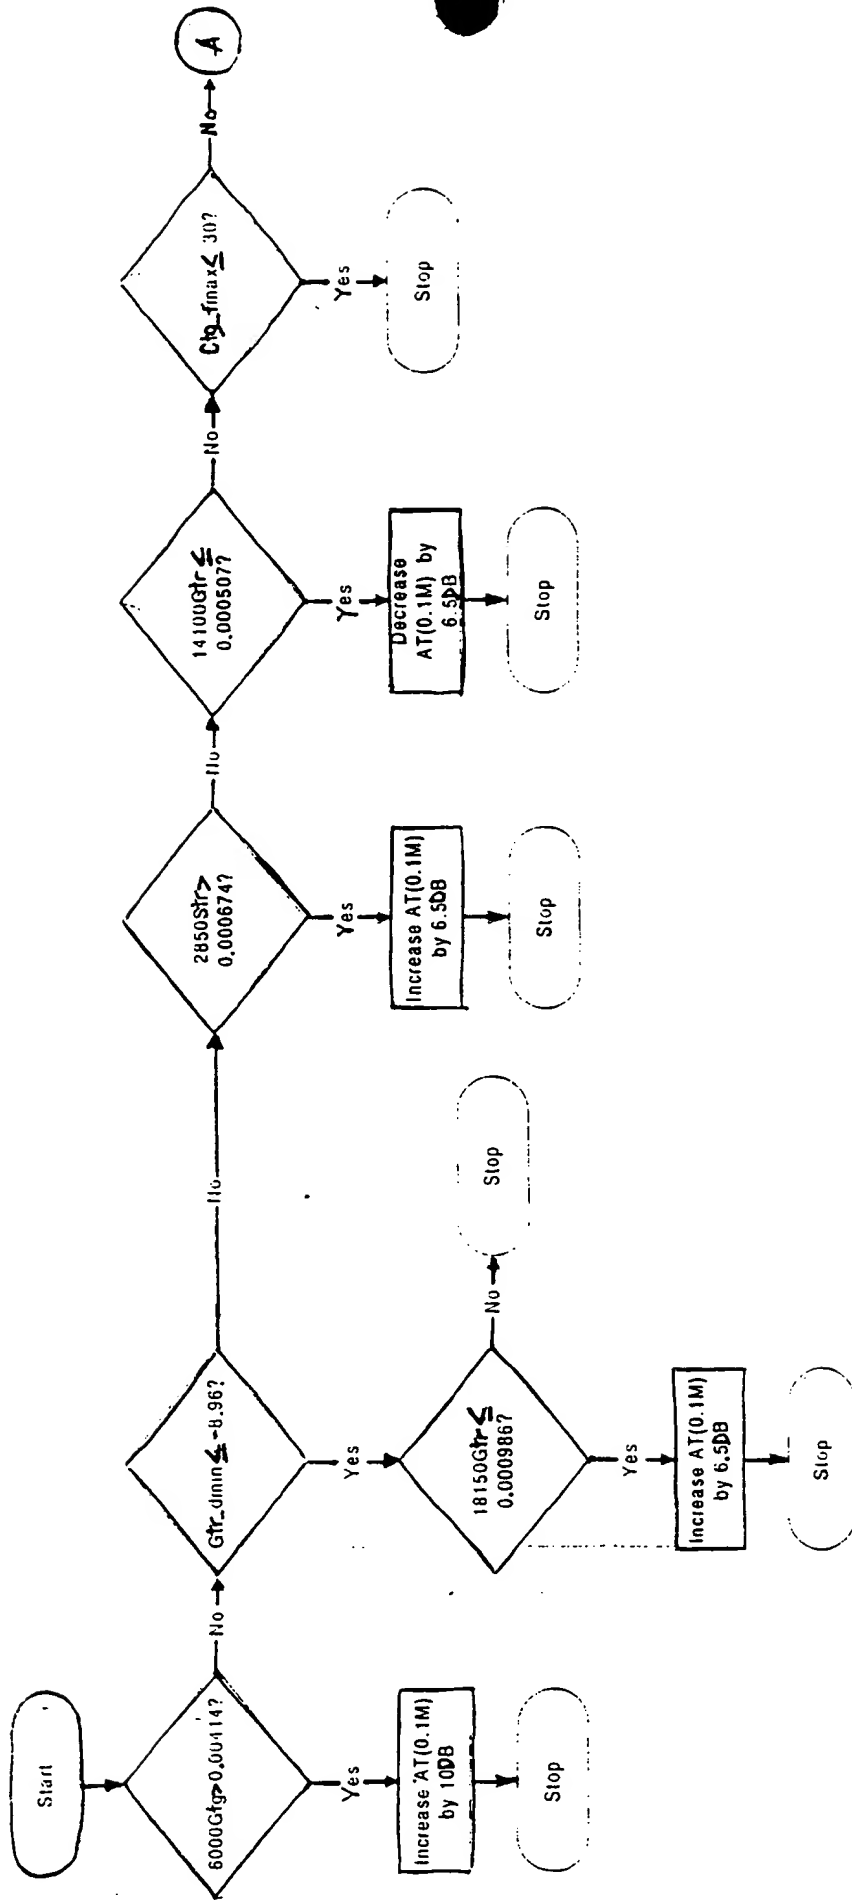 Start
6000Gfg>0.00414?
Yes
Increase AT(0.1M)
by 10DB
Stop
No
Gtr_dmin≤-8.96?
Yes
18150Gtr≤
0.000986?
Yes
Increase AT(0.1M)
by 6.5DB
Stop
No
Stop
No
2850Str>
0.000674?
Yes
Increase AT(0.1M)
by 6.5DB
Stop
No
14100Gtr≤
0.000507?
Yes
Decrease
AT(0.1M) by
6.5DB
Stop
No
Ctg_fmax≤ 30?
Yes
Stop
No
A